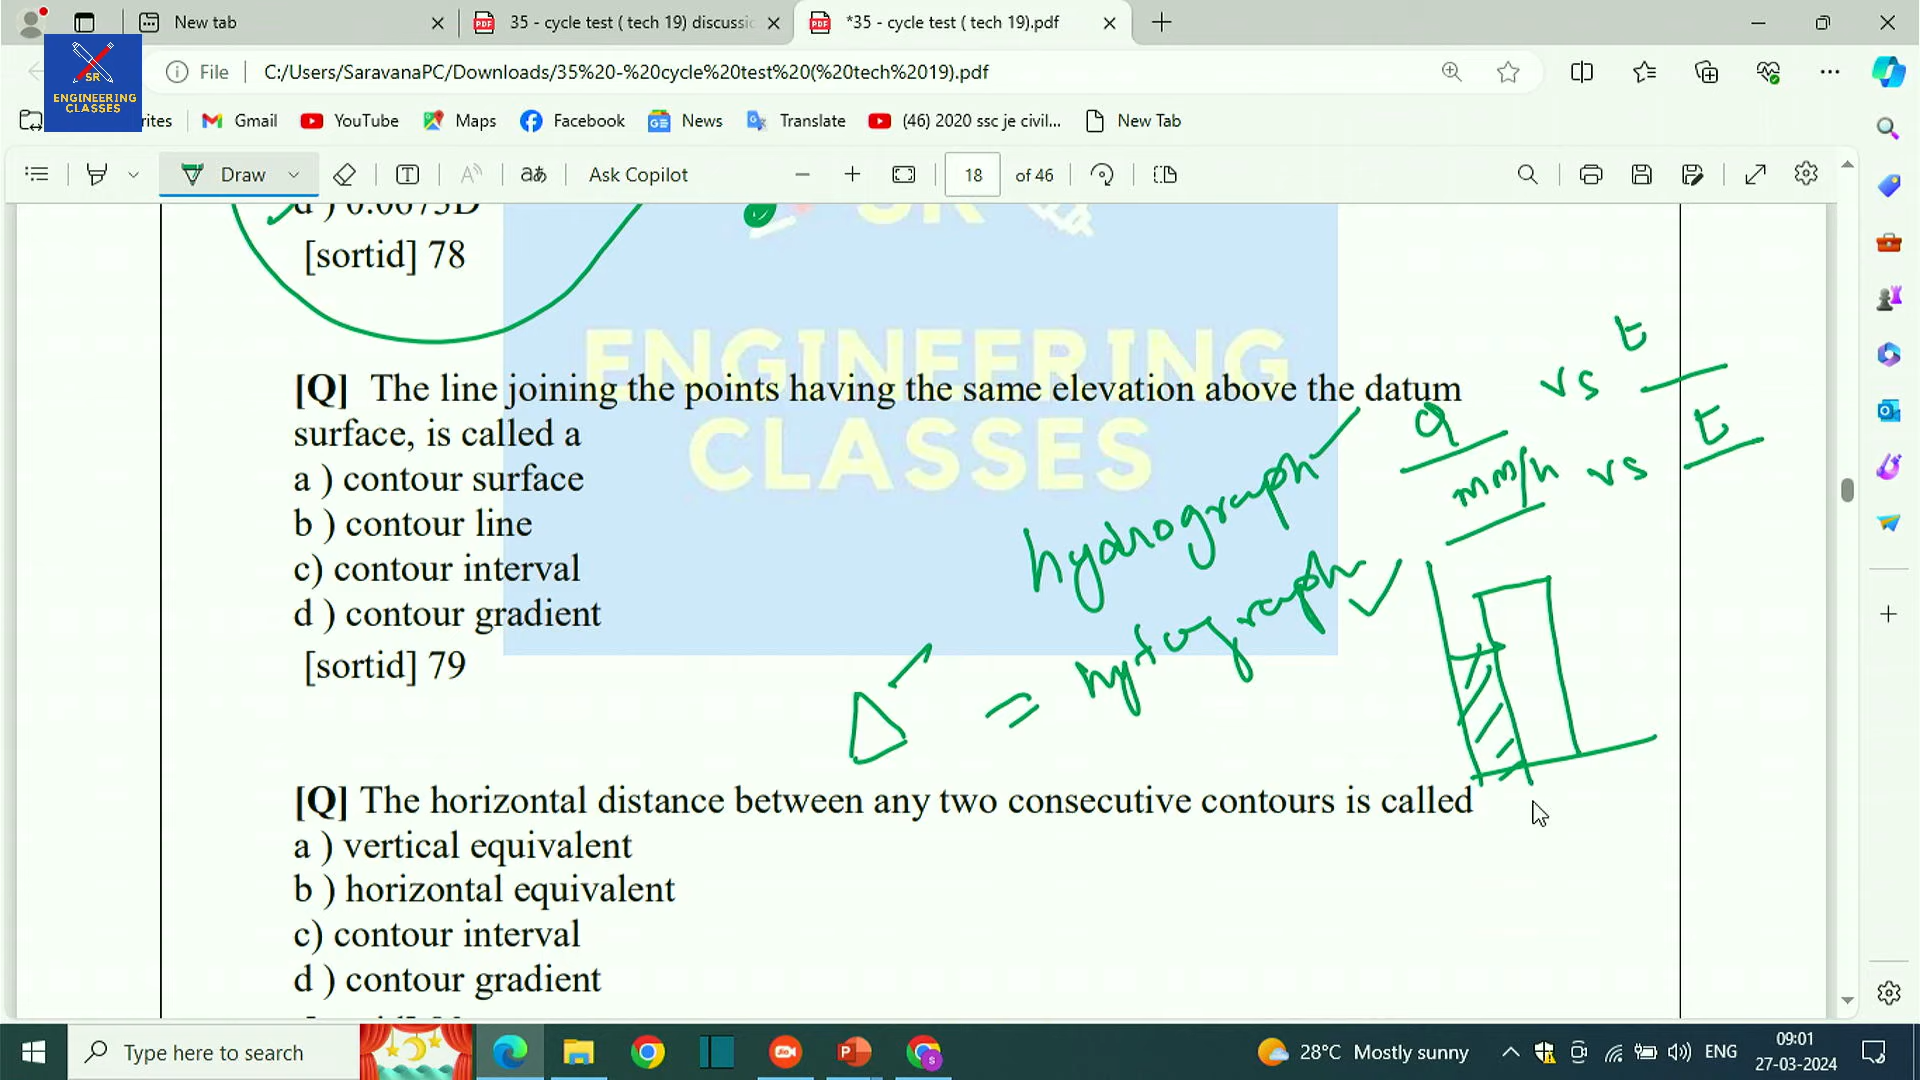 New tab
35 - cycle test ( tech 19) discussi
*35 - cycle test ( tech 19).pdf
SR
ENGINEERING
CLASSES
File
C:/Users/SaravanaPC/Downloads/35%20-%20cycle%20test%20(%20tech%2019).pdf
rites
Gmail
YouTube
Maps
Facebook
News
Translate
(46) 2020 ssc je civil...
New Tab
Draw
Ask Copilot
18
of 46
d ) 0.0675D
[sortid] 78
ENGINEERING
CLASSES
[Q] The line joining the points having the same elevation above the datum
surface, is called a
a ) contour surface
b ) contour line
c) contour interval
d ) contour gradient
[sortid] 79
Q vs t
mm/h vs t
hydrograph
= hytograph
[Q] The horizontal distance between any two consecutive contours is called
a ) vertical equivalent
b ) horizontal equivalent
c) contour interval
d ) contour gradient
Type here to search
28°C Mostly sunny
ENG
09:01
27-03-2024